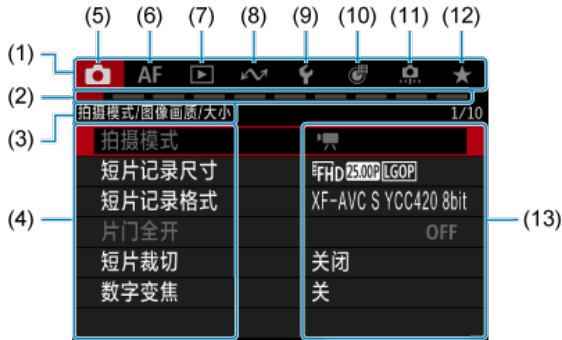 (5) (6) (7) (8) (9) (10) (11) (12)
(1)
AF
(2)
拍摄模式/图像画质/大小 1/10
(3)
拍摄模式
短片记录尺寸 FHD 25.00P LGOP
短片记录格式 XF-AVC S YCC420 8bit
(4) (13)
片门全开 OFF
短片裁切 关闭
数字变焦 关